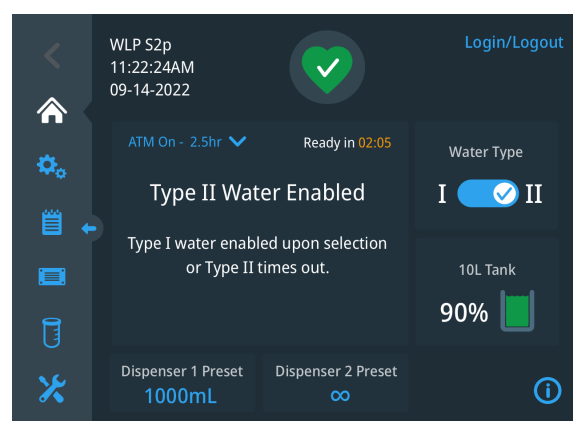 WLP S2p
11:22:24AM
09-14-2022
Login/Logout
ATM On - 2.5hr
Ready in 02:05
Type II Water Enabled
Type I water enabled upon selection
or Type II times out.
Water Type
I II
10L Tank
90%
Dispenser 1 Preset
1000mL
Dispenser 2 Preset
∞